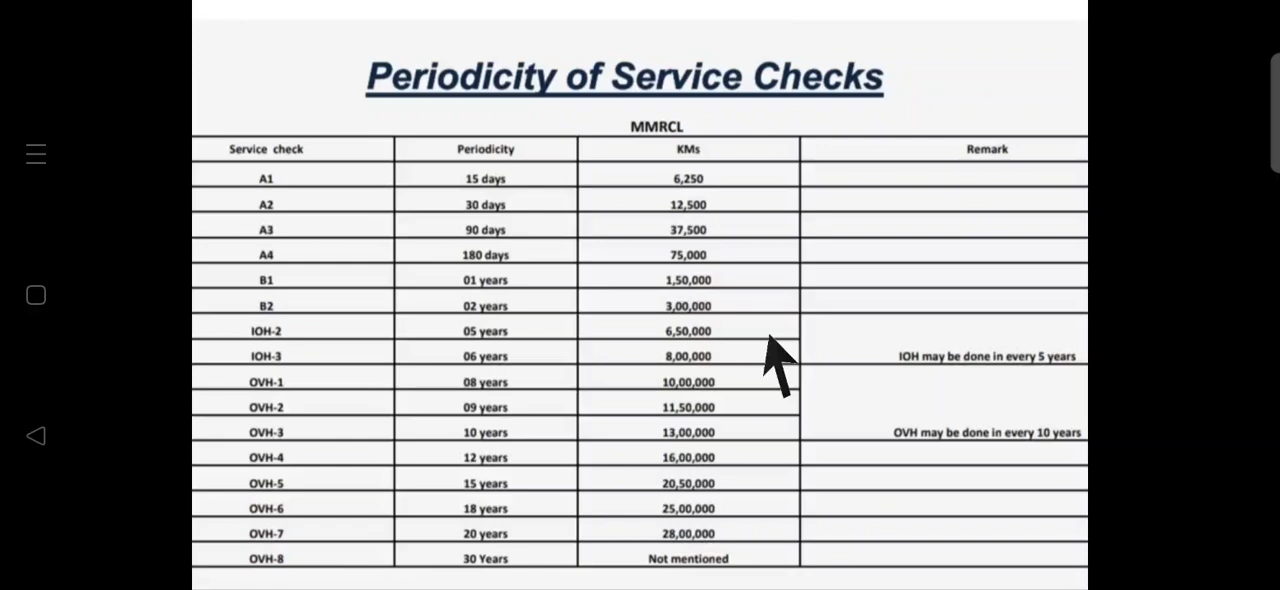 Periodicity of Service Checks
MMRCL
Service check Periodicity KMs Remark
A1 15 days 6,250
A2 30 days 12,500
A3 90 days 37,500
A4 180 days 75,000
B1 01 years 1,50,000
B2 02 years 3,00,000
IOH-2 05 years 6,50,000
IOH-3 06 years 8,00,000 IOH may be done in every 5 years
OVH-1 08 years 10,00,000
OVH-2 09 years 11,50,000
OVH-3 10 years 13,00,000 OVH may be done in every 10 years
OVH-4 12 years 16,00,000
OVH-5 15 years 20,50,000
OVH-6 18 years 25,00,000
OVH-7 20 years 28,00,000
OVH-8 30 Years Not mentioned